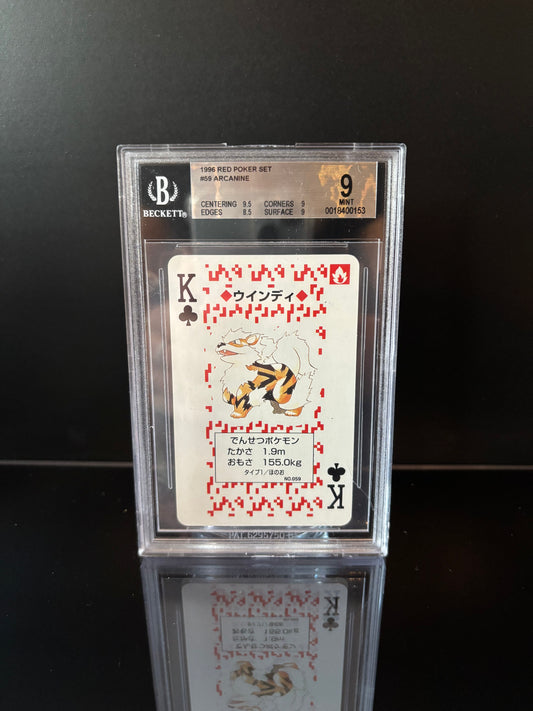 1996 RED POKER SET
#59 ARCANINE
B
BECKETT®
CENTERING 9.5 CORNERS 9
EDGES 8.5 SURFACE 9
9
MINT
0018400153
K
◆ウインディ◆
でんせつポケモン
たかさ 1.9m
おもさ 155.0kg
タイプ1/ほのお
NO.059
K
PAT. 6295750